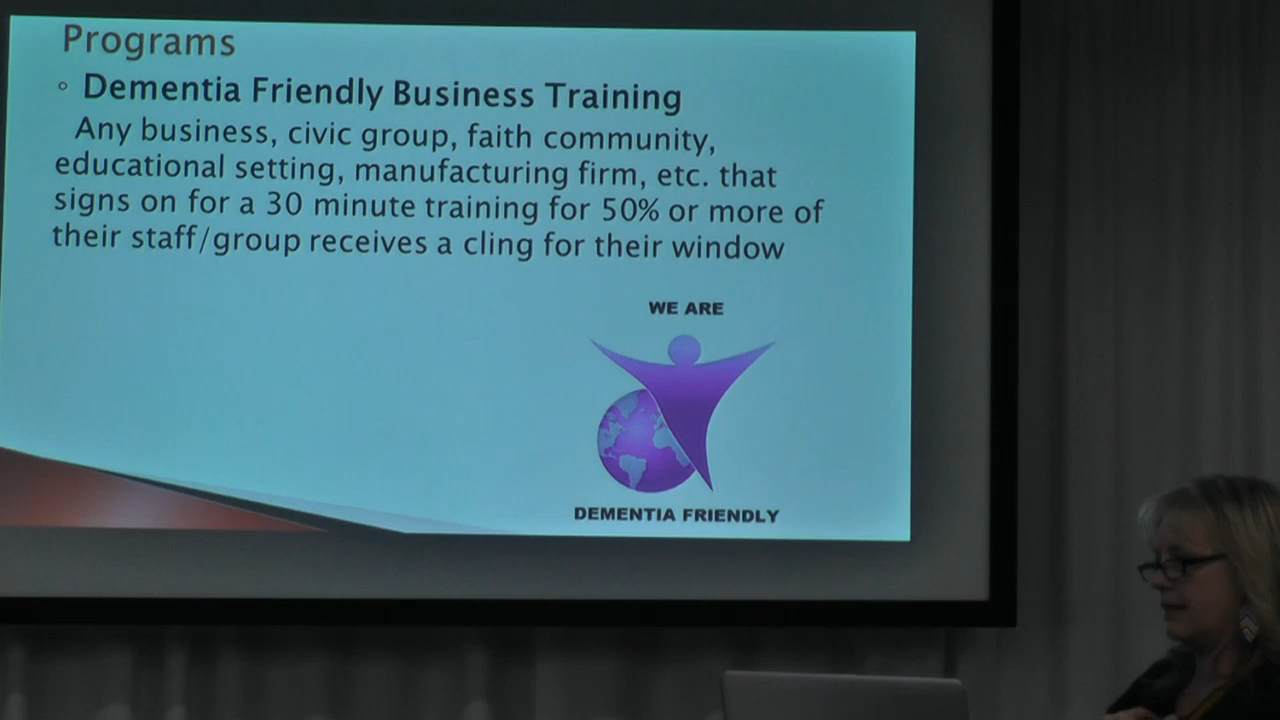 Programs
◦ Dementia Friendly Business Training
Any business, civic group, faith community,
educational setting, manufacturing firm, etc. that
signs on for a 30 minute training for 50% or more of
their staff/group receives a cling for their window
WE ARE
DEMENTIA FRIENDLY